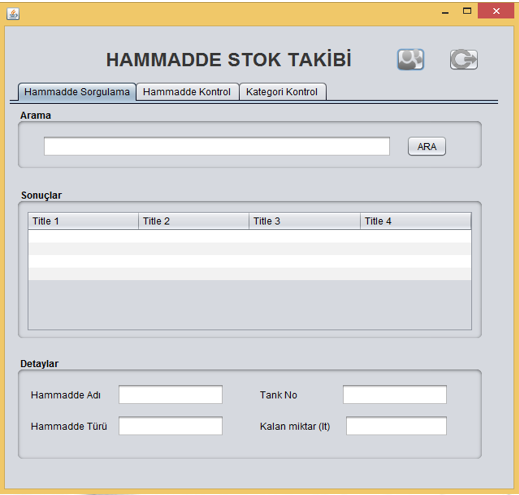 HAMMADDE STOK TAKİBİ
Hammadde Sorgulama Hammadde Kontrol Kategori Kontrol
Arama
ARA
Sonuçlar
Title 1 Title 2 Title 3 Title 4
Detaylar
Hammadde Adı Tank No
Hammadde Türü Kalan miktar (lt)